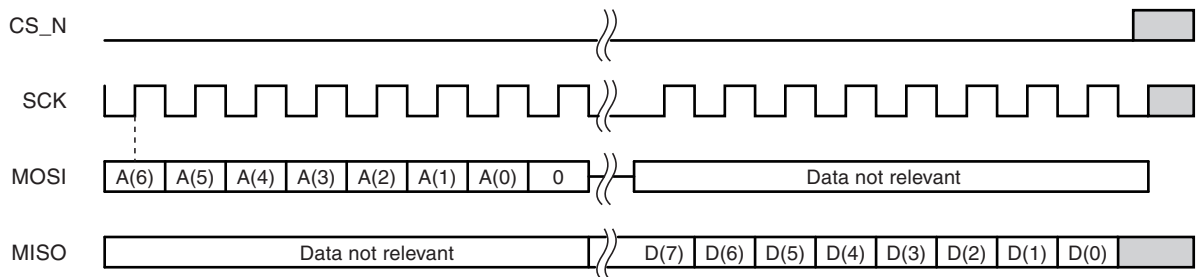 CS_N
SCK
MOSI A(6) A(5) A(4) A(3) A(2) A(1) A(0) 0 Data not relevant
MISO Data not relevant D(7) D(6) D(5) D(4) D(3) D(2) D(1) D(0)